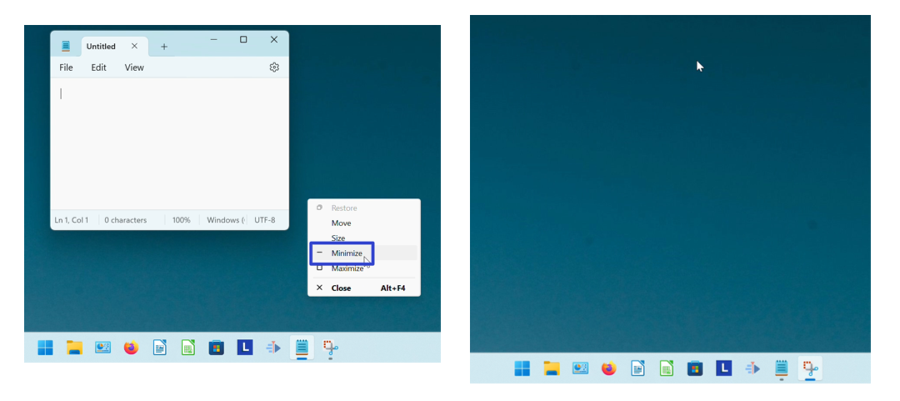 Untitled
File Edit View
Ln 1, Col 1 0 characters 100% Windows ( UTF-8
Restore
Move
Size
Minimize
Maximize
Close Alt+F4
L
L